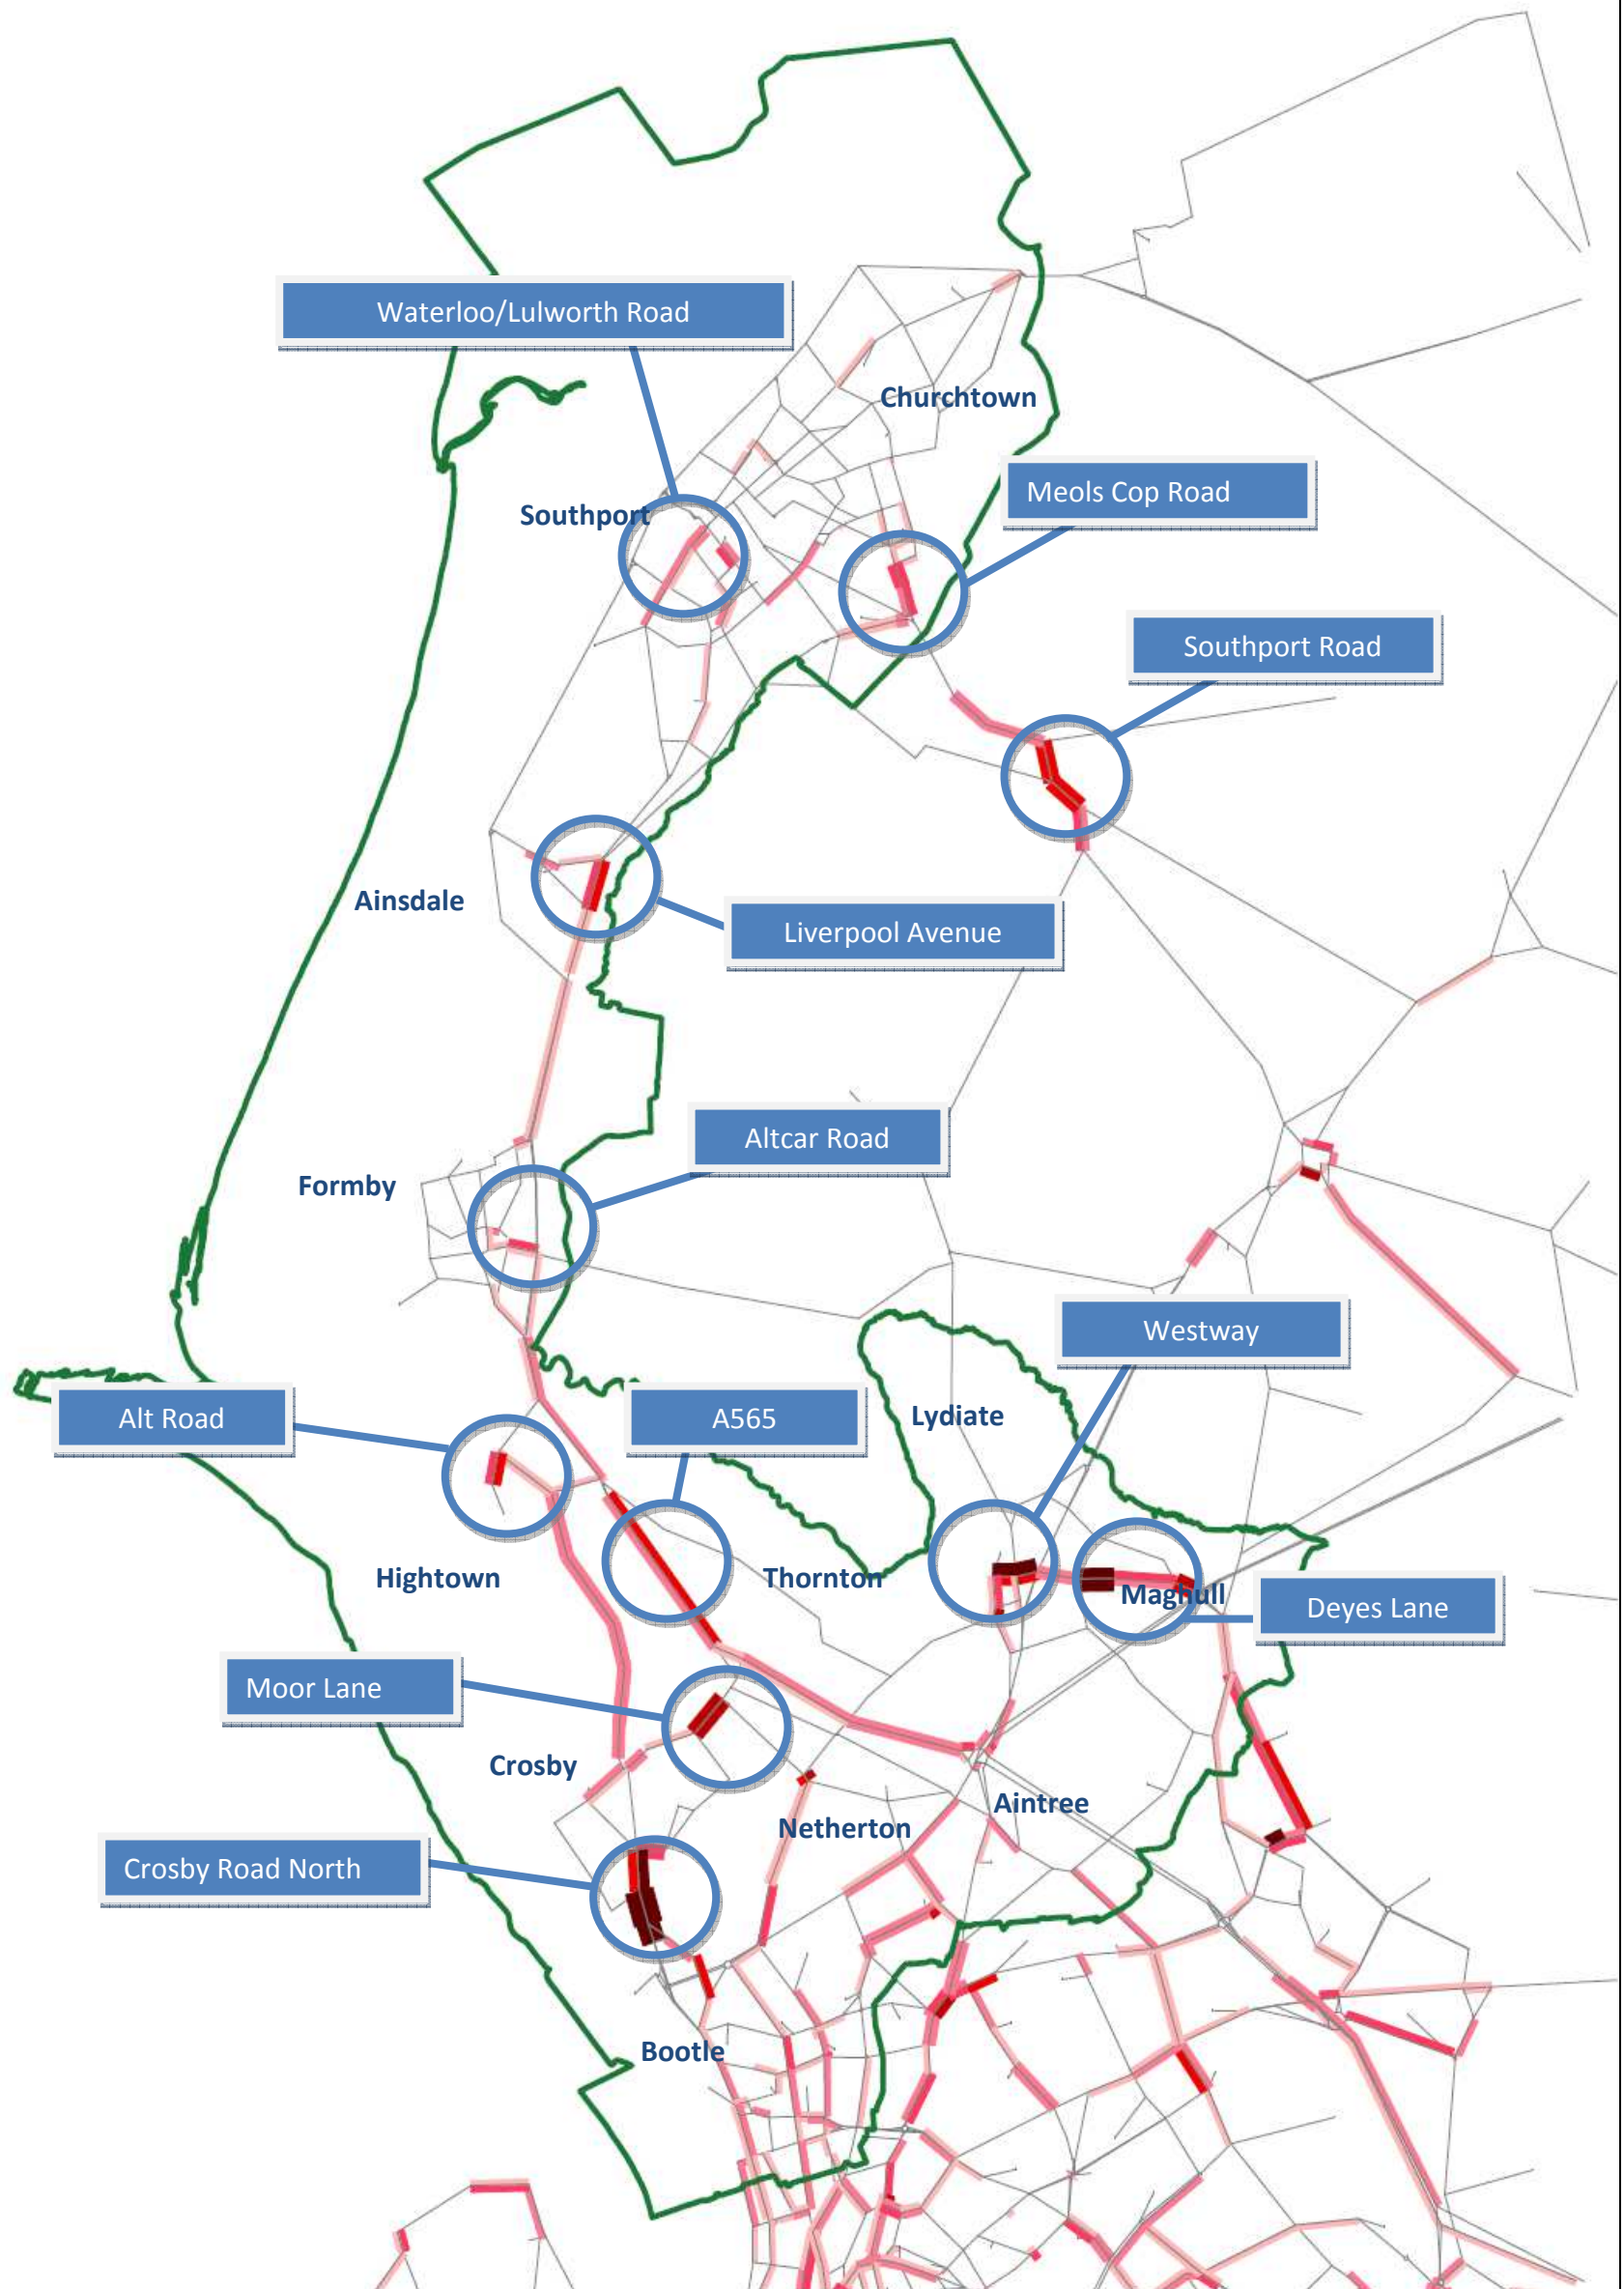 Waterloo/Lulworth Road
Churchtown
Meols Cop Road
Southport
Southport Road
Ainsdale
Liverpool Avenue
Altcar Road
Formby
Westway
Alt Road
A565
Lydiate
Hightown
Thornton
Maghull
Deyes Lane
Moor Lane
Crosby
Aintree
Netherton
Crosby Road North
Bootle